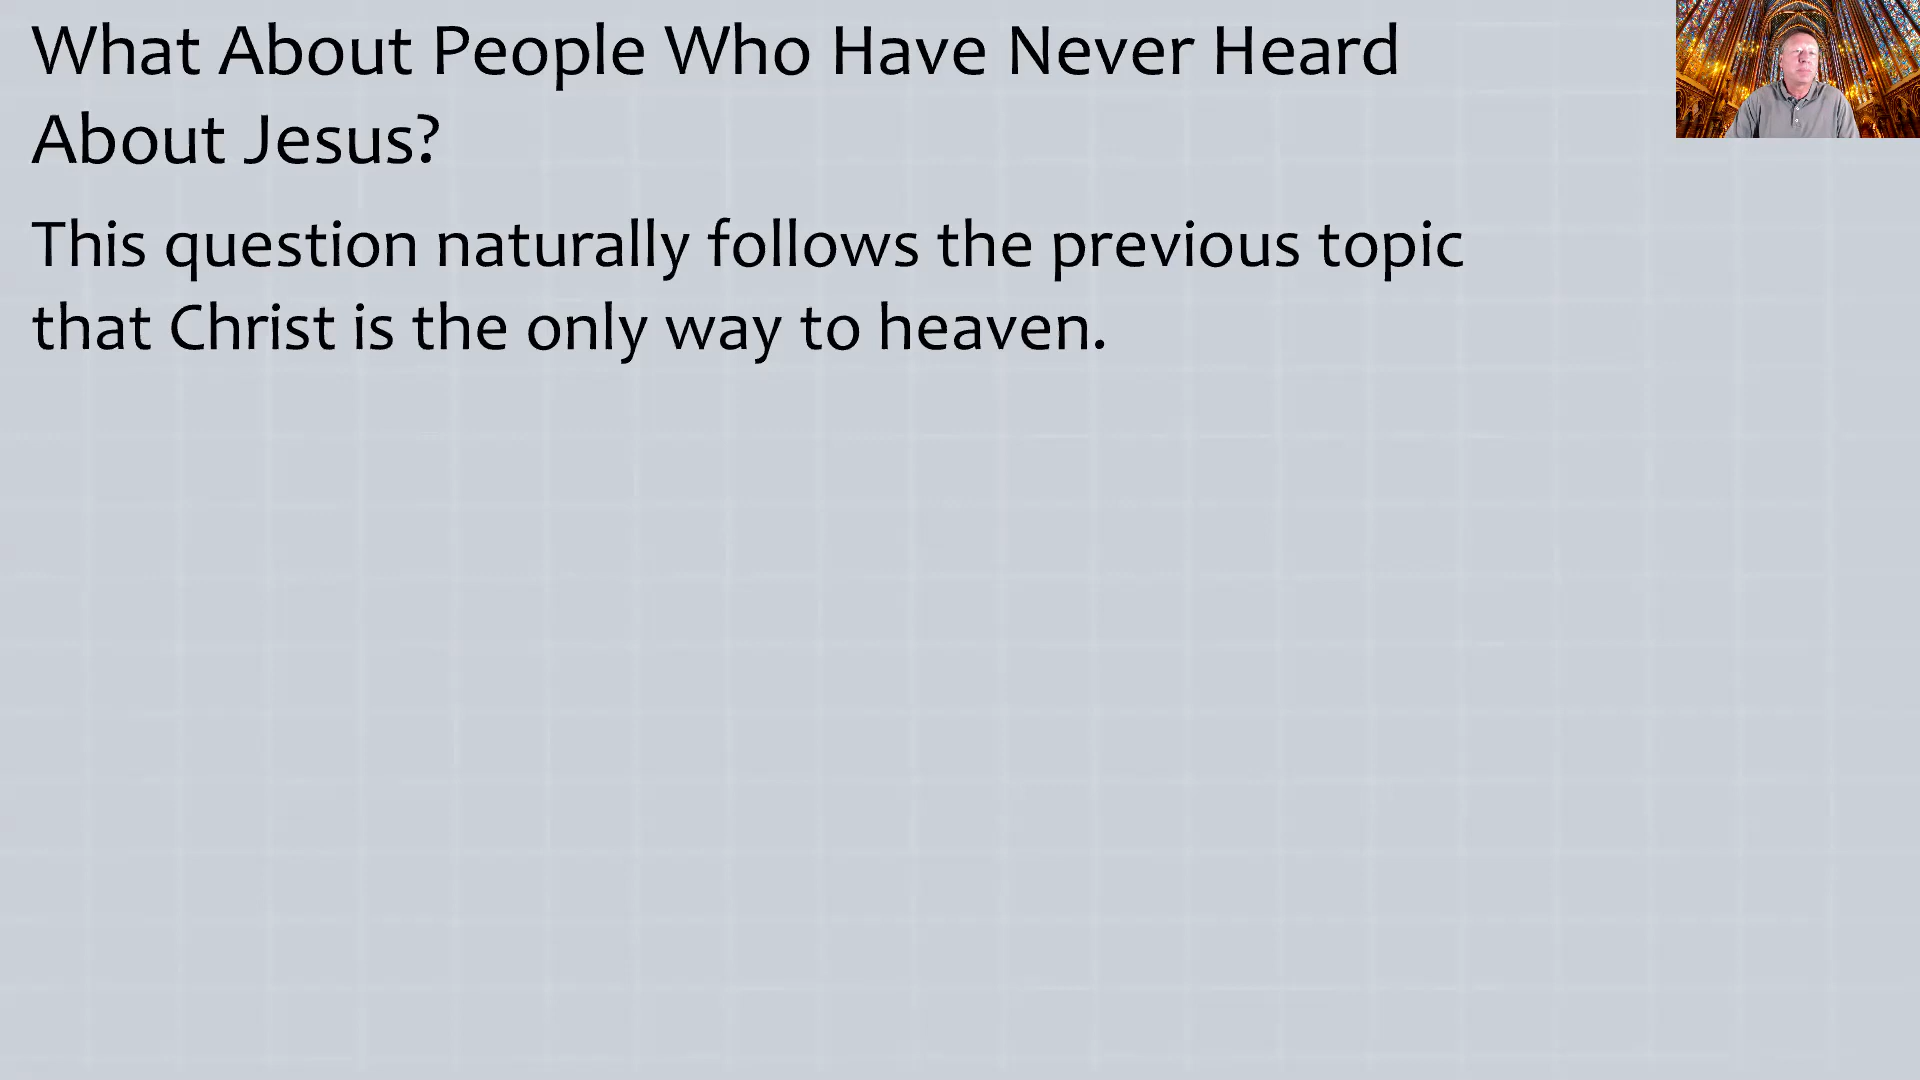 What About People Who Have Never Heard
About Jesus?
This question naturally follows the previous topic
that Christ is the only way to heaven.